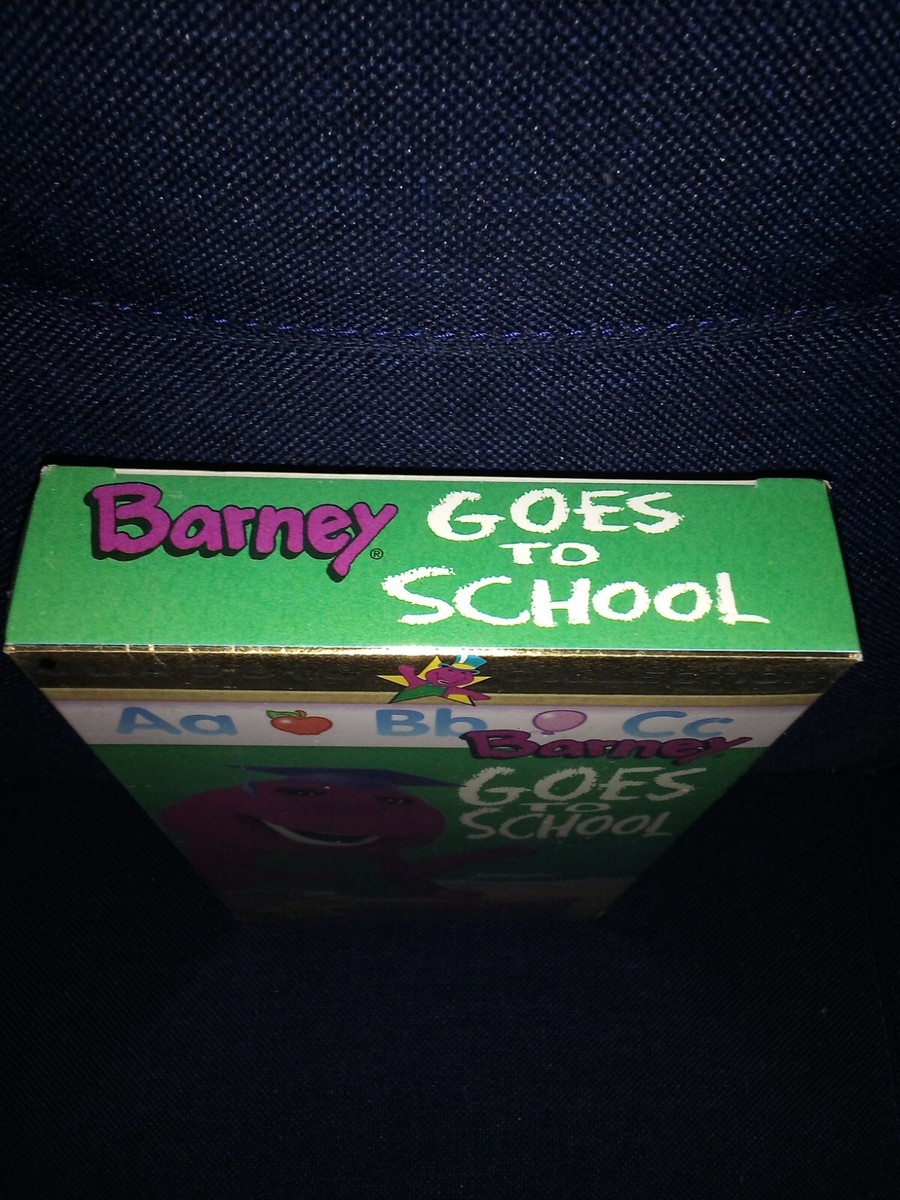 Barney® GOES
TO
SCHOOL
Aa Bb Cc
Barney
GOES
TO
SCHOOL